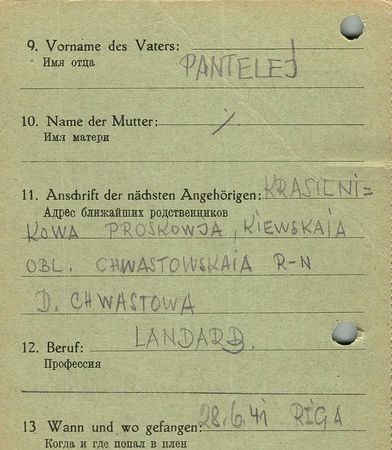 9. Vorname des Vaters:
Имя отца
PANTELEJ
10. Name der Mutter: /
Имя матери
11. Anschrift der nächsten Angehörigen: KRASILNI=
Адрес ближайших родственников
KOWA PROSKOWJA, KIEWSKAIA
OBL. CHWASTOWSKAIA R-N
D. CHWASTOWA
12. Beruf: LANDARB.
Профессия
13 Wann und wo gefangen: 28.6.41 RIGA
Когда и где попал в плен